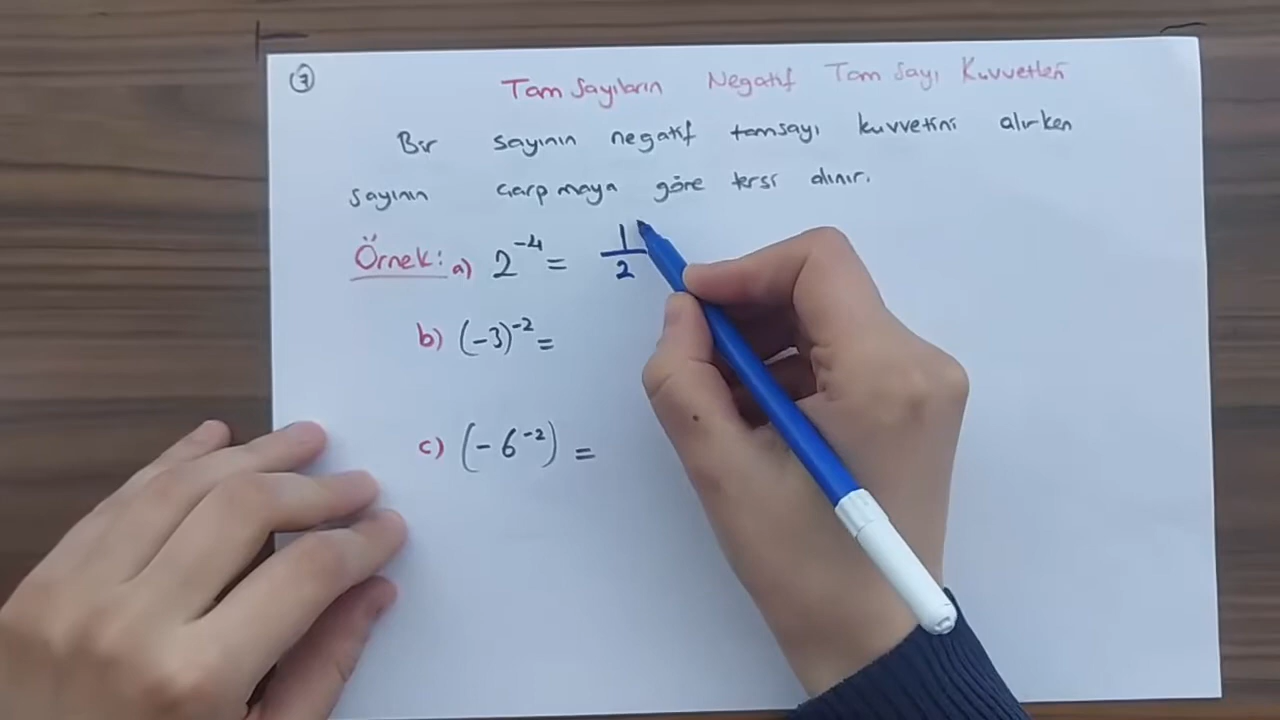 7
Tam Sayıların Negatif Tam Sayı Kuvvetleri
Bir sayının negatif tamsayı kuvvetini alırken
sayının çarpmaya göre tersi alınır.
Örnek: a) 2⁻⁴ = 1/2
b) (-3)⁻² =
c) (-6⁻²) =